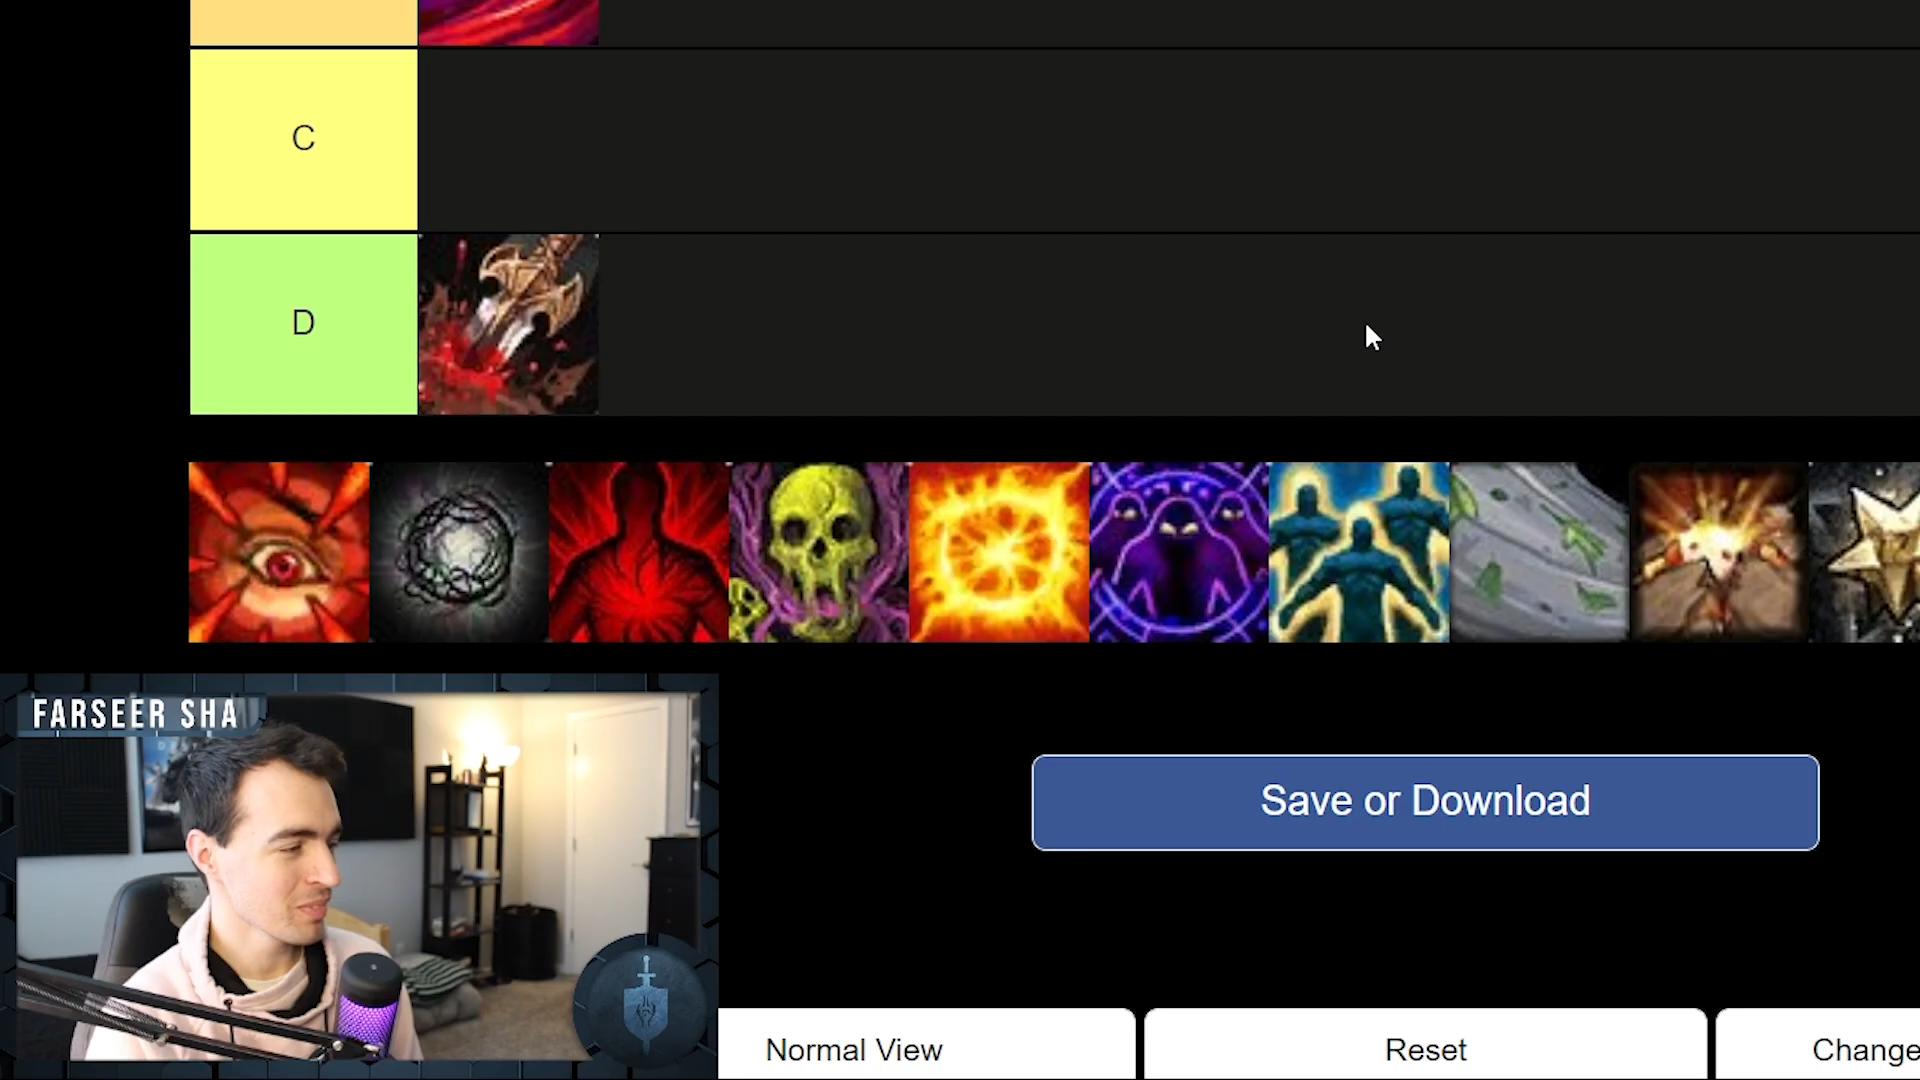 C
D
FARSEER SHA
Save or Download
Normal View
Reset
Change